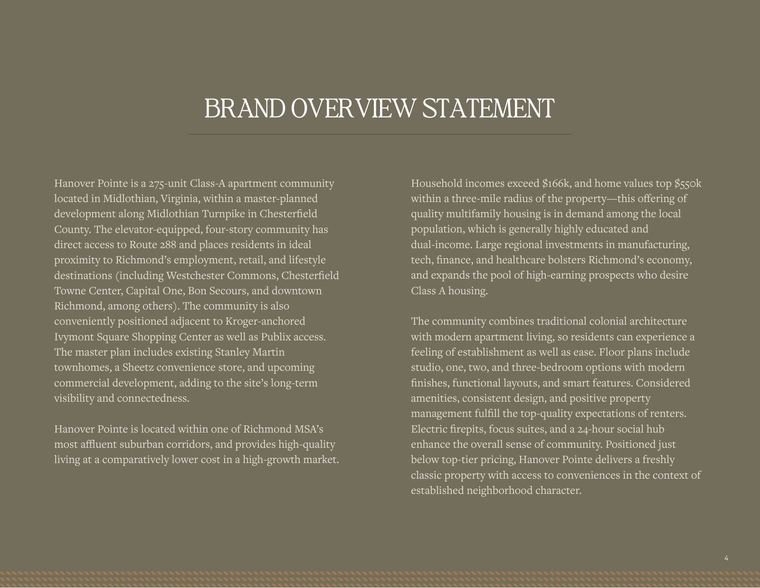 BRAND OVERVIEW STATEMENT
Hanover Pointe is a 275-unit Class-A apartment community
located in Midlothian, Virginia, within a master-planned
development along Midlothian Turnpike in Chesterfield
County. The elevator-equipped, four-story community has
direct access to Route 288 and places residents in ideal
proximity to Richmond’s employment, retail, and lifestyle
destinations (including Westchester Commons, Chesterfield
Towne Center, Capital One, Bon Secours, and downtown
Richmond, among others). The community is also
conveniently positioned adjacent to Kroger-anchored
Ivymont Square Shopping Center as well as Publix access.
The master plan includes existing Stanley Martin
townhomes, a Sheetz convenience store, and upcoming
commercial development, adding to the site’s long-term
visibility and connectedness.
Hanover Pointe is located within one of Richmond MSA’s
most affluent suburban corridors, and provides high-quality
living at a comparatively lower cost in a high-growth market.
Household incomes exceed $166k, and home values top $550k
within a three-mile radius of the property—this offering of
quality multifamily housing is in demand among the local
population, which is generally highly educated and
dual-income. Large regional investments in manufacturing,
tech, finance, and healthcare bolsters Richmond’s economy,
and expands the pool of high-earning prospects who desire
Class A housing.
The community combines traditional colonial architecture
with modern apartment living, so residents can experience a
feeling of establishment as well as ease. Floor plans include
studio, one, two, and three-bedroom options with modern
finishes, functional layouts, and smart features. Considered
amenities, consistent design, and positive property
management fulfill the top-quality expectations of renters.
Electric firepits, focus suites, and a 24-hour social hub
enhance the overall sense of community. Positioned just
below top-tier pricing, Hanover Pointe delivers a freshly
classic property with access to conveniences in the context of
established neighborhood character.
4